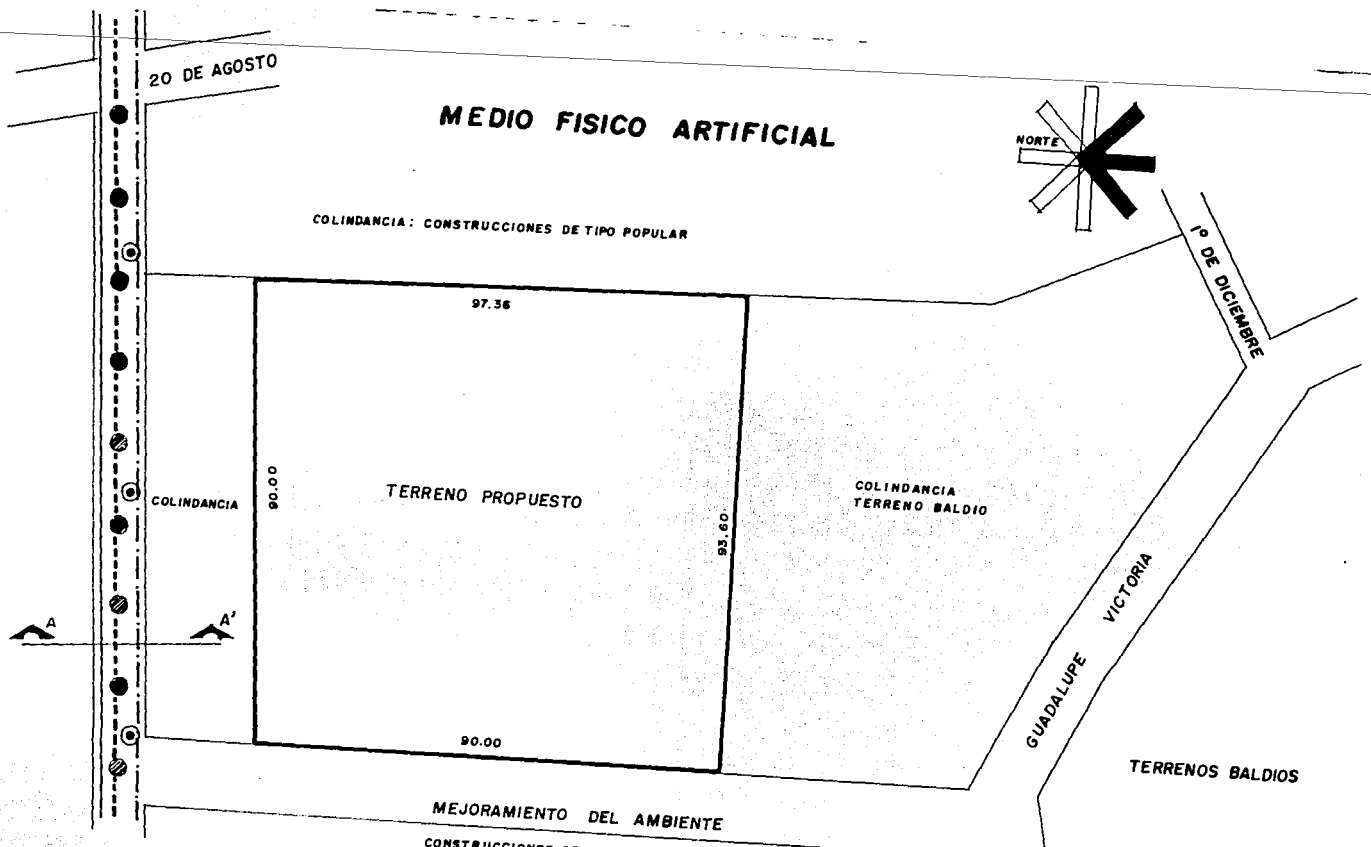 20 DE AGOSTO
MEDIO FISICO ARTIFICIAL
NORTE
COLINDANCIA: CONSTRUCCIONES DE TIPO POPULAR
1º DE DICIEMBRE
97.36
90.00
TERRENO PROPUESTO
COLINDANCIA
COLINDANCIA
TERRENO BALDIO
93.60
A
A'
GUADALUPE VICTORIA
90.00
TERRENOS BALDIOS
MEJORAMIENTO DEL AMBIENTE
CONSTRUCCIONES